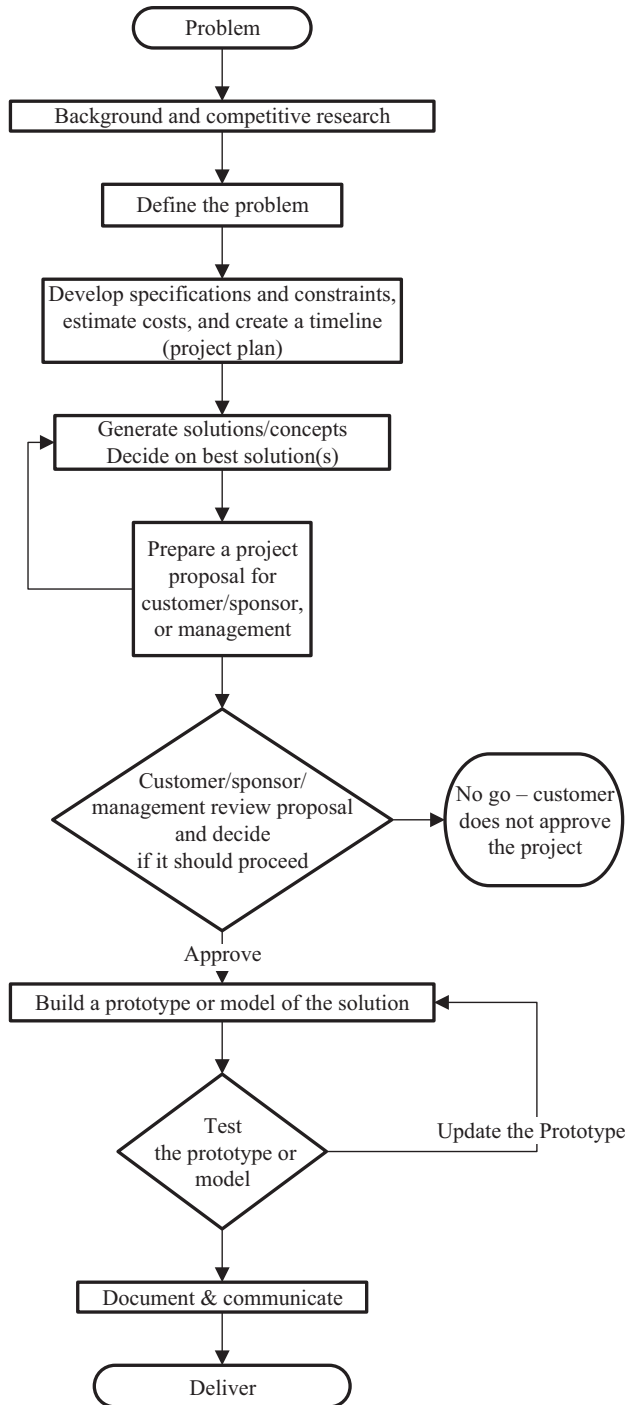 Problem
Background and competitive research
Define the problem
Develop specifications and constraints,
estimate costs, and create a timeline
(project plan)
Generate solutions/concepts
Decide on best solution(s)
Prepare a project
proposal for
customer/sponsor,
or management
Customer/sponsor/
management review proposal
and decide
if it should proceed
No go – customer
does not approve
the project
Approve
Build a prototype or model of the solution
Test
the prototype or
model
Update the Prototype
Document & communicate
Deliver